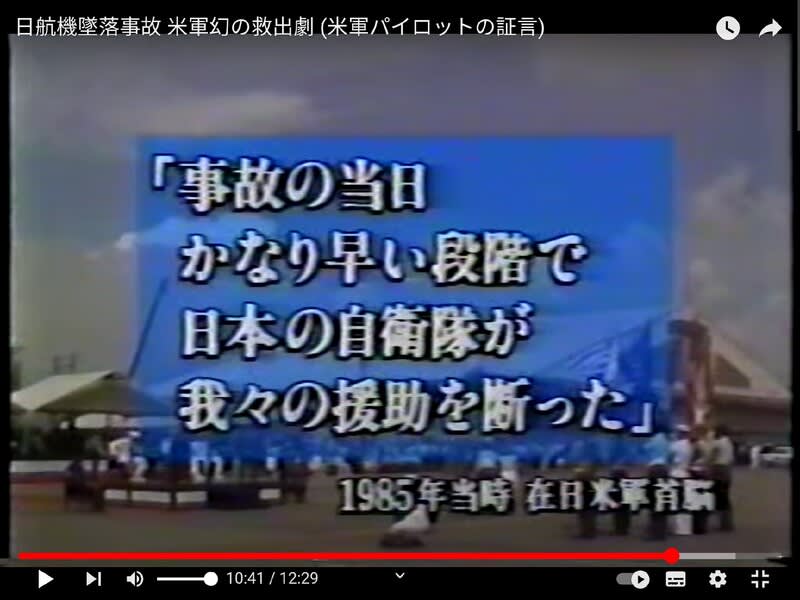 日航機墜落事故 米軍幻の救出劇 (米軍パイロットの証言)
「事故の当日
かなり早い段階で
日本の自衛隊が
我々の援助を断った」
1985年当時 在日米軍首脳
10:41 / 12:29